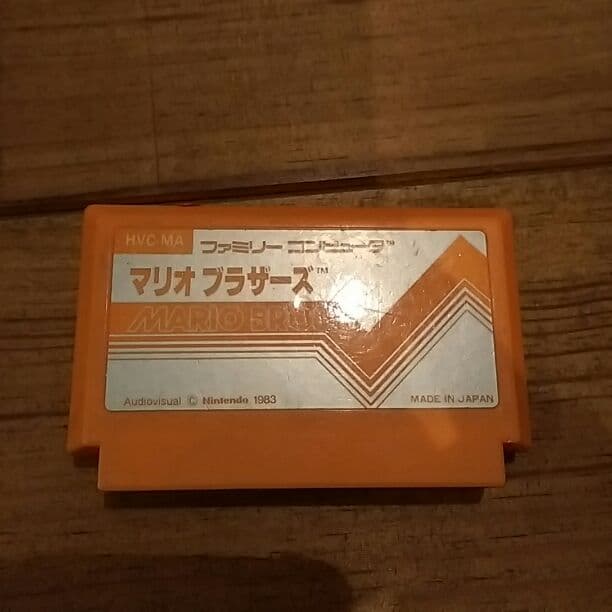 HVC-MA
ファミリー コンピュータ™
マリオ ブラザーズ™
MARIO BROS.
Audiovisual © Nintendo 1983
MADE IN JAPAN